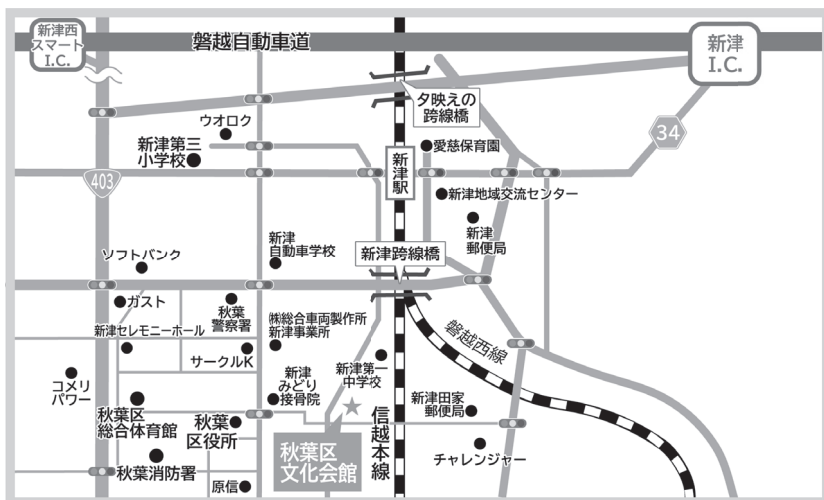 新津西
スマート
I.C.
磐越自動車道
新津
I.C.
夕映えの
跨線橋
ウオロク
新津第三
小学校
愛慈保育園
34
403
新津駅
新津地域交流センター
新津
郵便局
新津跨線橋
新津
自動車学校
ソフトバンク
ガスト
秋葉
警察署
㈱総合車両製作所
新津事業所
新津セレモニーホール
サークルK
磐越西線
新津第一
中学校
コメリ
パワー
新津
みどり
接骨院
新津田家
郵便局
秋葉区
総合体育館
秋葉
区役所
信越本線
秋葉区
文化会館
チャレンジャー
秋葉消防署
原信